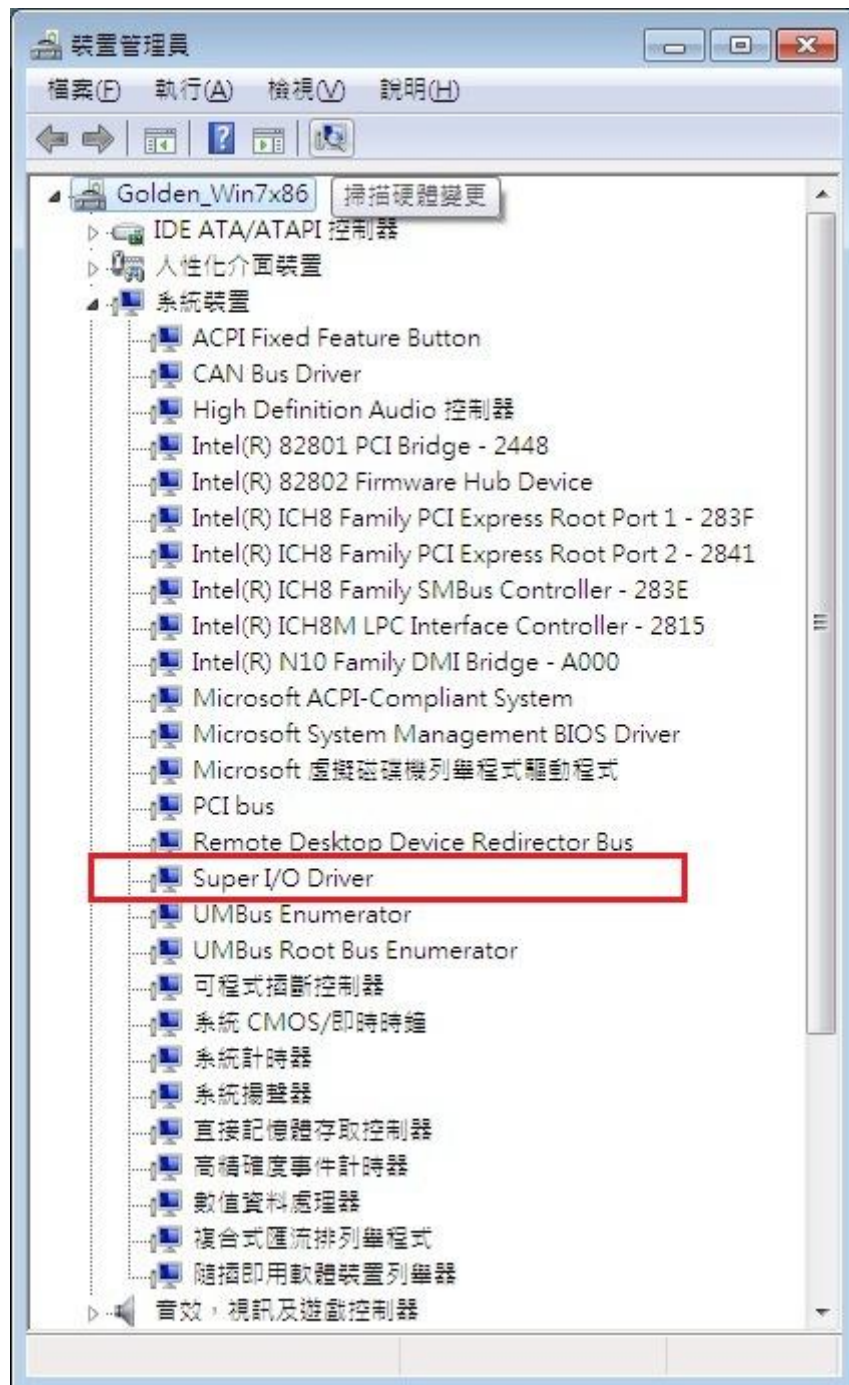 裝置管理員
檔案(F) 執行(A) 檢視(V) 說明(H)
Golden_Win7x86 掃描硬體變更
IDE ATA/ATAPI 控制器
人性化介面裝置
系統裝置
ACPI Fixed Feature Button
CAN Bus Driver
High Definition Audio 控制器
Intel(R) 82801 PCI Bridge - 2448
Intel(R) 82802 Firmware Hub Device
Intel(R) ICH8 Family PCI Express Root Port 1 - 283F
Intel(R) ICH8 Family PCI Express Root Port 2 - 2841
Intel(R) ICH8 Family SMBus Controller - 283E
Intel(R) ICH8M LPC Interface Controller - 2815
Intel(R) N10 Family DMI Bridge - A000
Microsoft ACPI-Compliant System
Microsoft System Management BIOS Driver
Microsoft 虛擬磁碟機列舉程式驅動程式
PCI bus
Remote Desktop Device Redirector Bus
Super I/O Driver
UMBus Enumerator
UMBus Root Bus Enumerator
可程式插斷控制器
系統 CMOS/即時時鐘
系統計時器
系統揚聲器
直接記憶體存取控制器
高精確度事件計時器
數值資料處理器
複合式匯流排列舉程式
隨插即用軟體裝置列舉器
音效，視訊及遊戲控制器